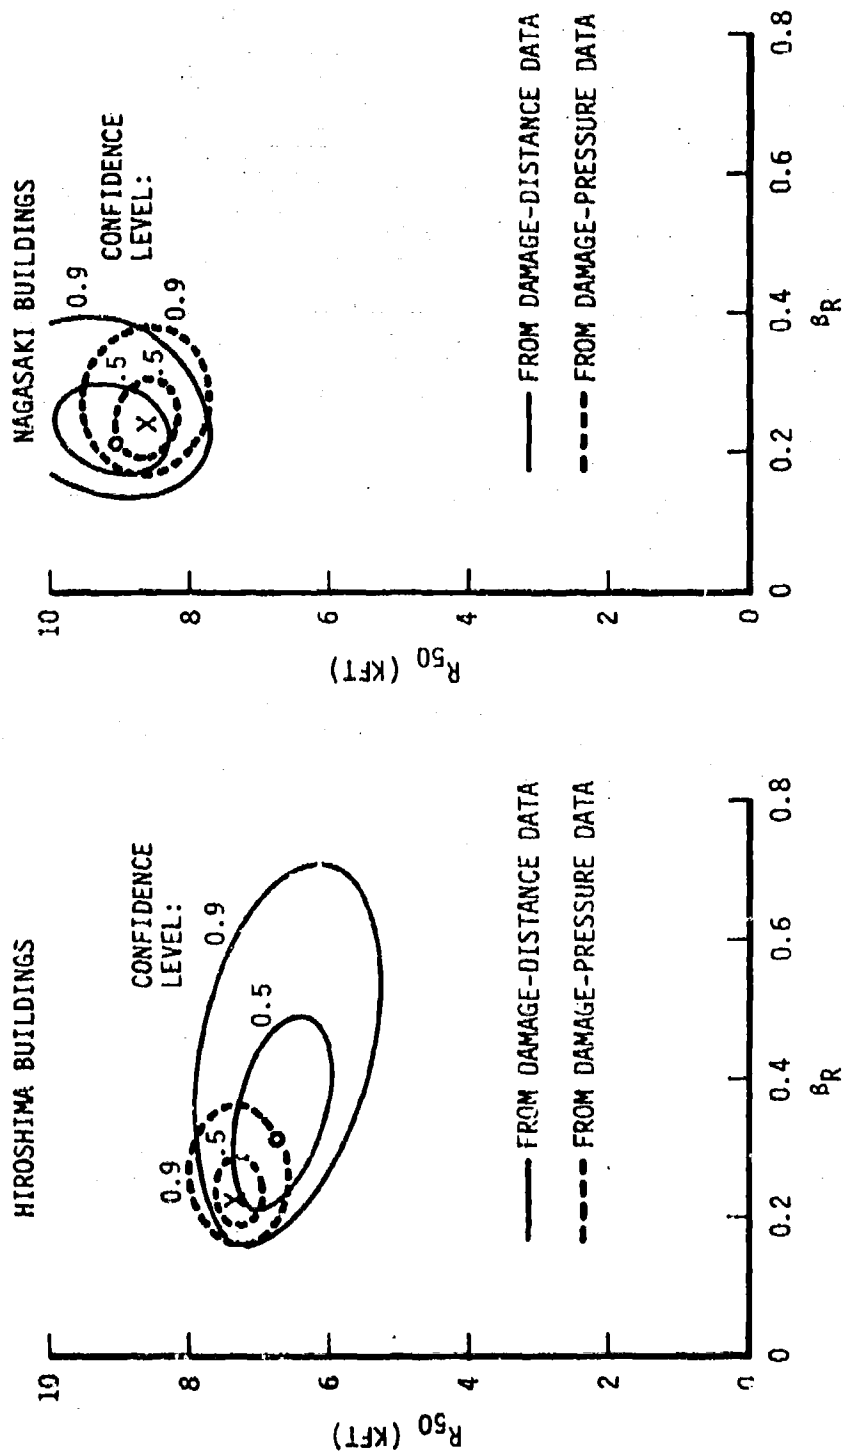 HIROSHIMA BUILDINGS
CONFIDENCE
LEVEL:
0.9
0.9
.5
0.5
X
10
8
6
4
2
0
R50 (KFT)
FROM DAMAGE-DISTANCE DATA
FROM DAMAGE-PRESSURE DATA
0
0.2
0.4
0.6
0.8
βR
NAGASAKI BUILDINGS
CONFIDENCE
LEVEL:
0.9
0.9
.5
.5
X
10
8
6
4
2
0
R50 (KFT)
FROM DAMAGE-DISTANCE DATA
FROM DAMAGE-PRESSURE DATA
0
0.2
0.4
0.6
0.8
βR